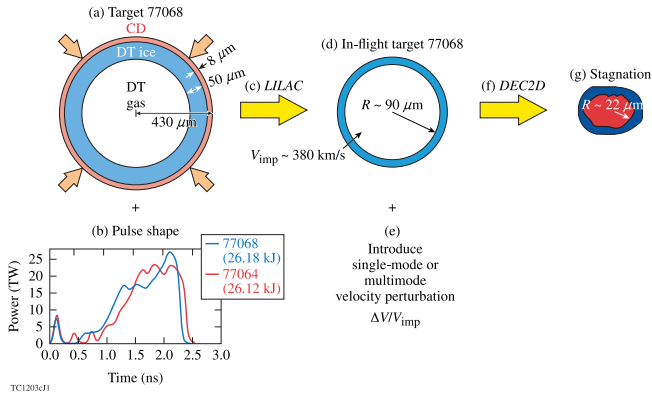 (a) Target 77068
CD
DT ice
8 μm
50 μm
DT
gas
430 μm
(c) LILAC
(d) In-flight target 77068
R ~ 90 μm
Vimp ~ 380 km/s
(f) DEC2D
(g) Stagnation
R ~ 22 μm
+
(b) Pulse shape
77068
(26.18 kJ)
77064
(26.12 kJ)
Power (TW)
25
20
15
10
5
0
0.0 0.5 1.0 1.5 2.0 2.5 3.0
Time (ns)
+
(e)
Introduce
single-mode or
multimode
velocity perturbation
ΔV/Vimp
TC1203cJ1